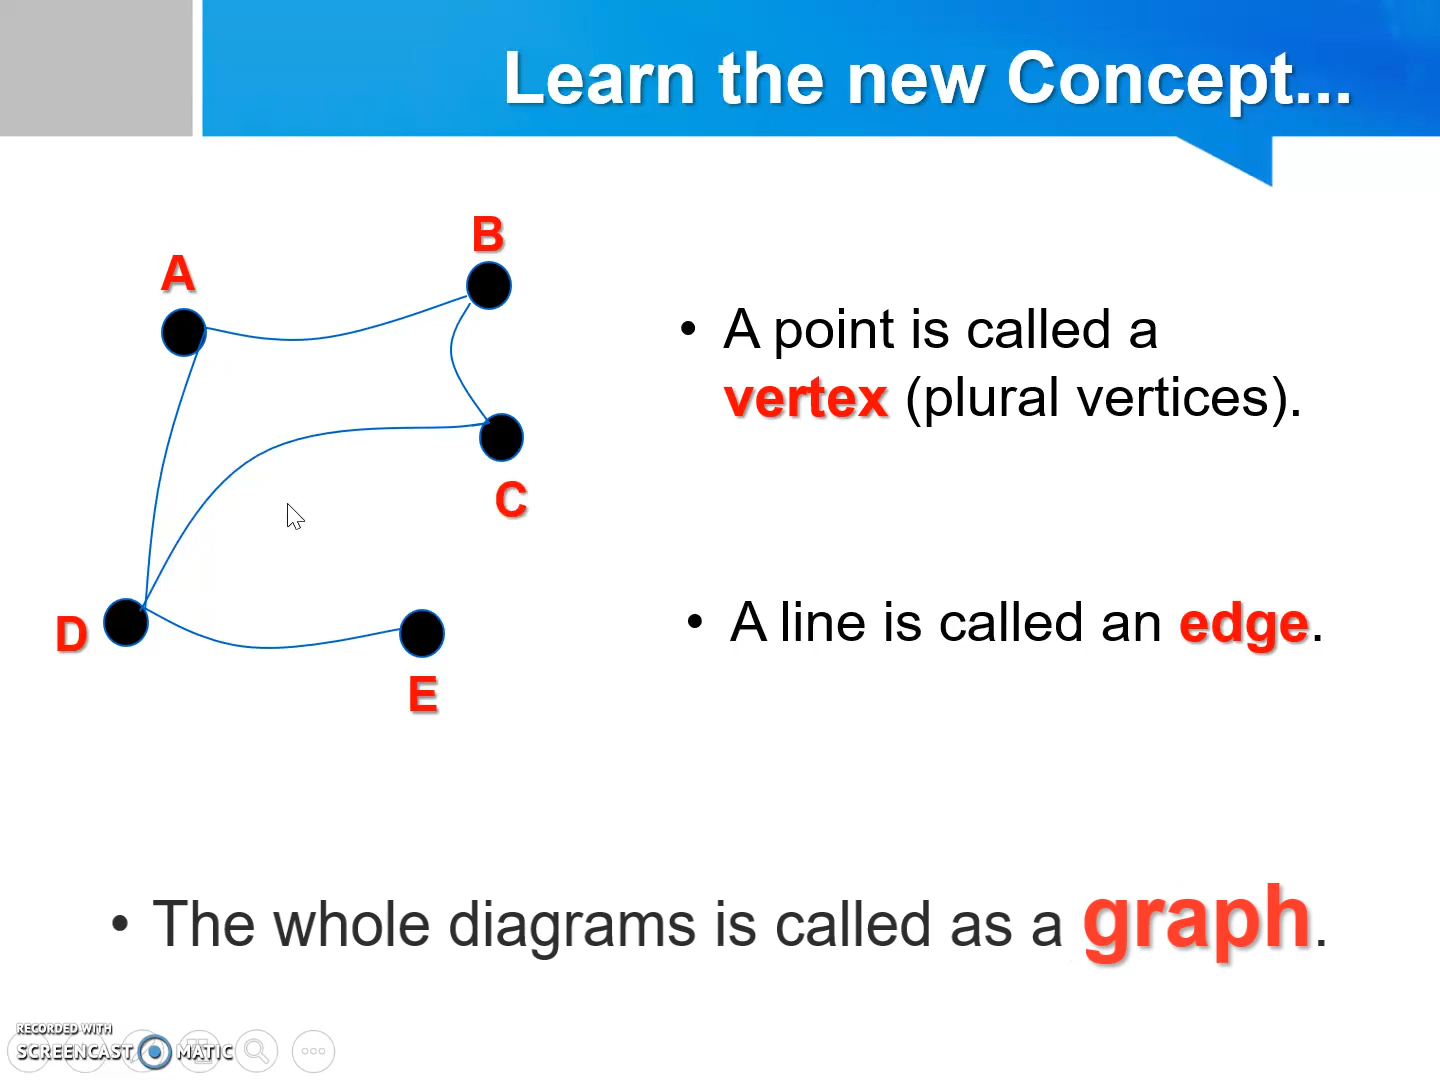 Learn the new Concept...
B
A
• A point is called a
vertex (plural vertices).
C
• A line is called an edge.
D
E
• The whole diagrams is called as a graph.
RECORDED WITH
SCREENCAST MATIC